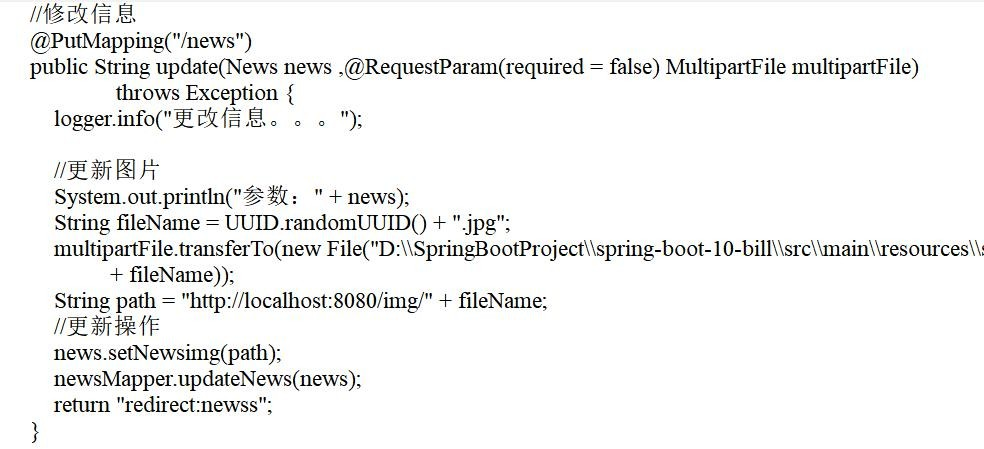 //修改信息
@PutMapping("/news")
public String update(News news ,@RequestParam(required = false) MultipartFile multipartFile)
throws Exception {
logger.info("更改信息。。。");
//更新图片
System.out.println("参数：" + news);
String fileName = UUID.randomUUID() + ".jpg";
multipartFile.transferTo(new File("D:\\SpringBootProject\\spring-boot-10-bill\\src\\main\\resources\\
+ fileName));
String path = "http://localhost:8080/img/" + fileName;
//更新操作
news.setNewsimg(path);
newsMapper.updateNews(news);
return "redirect:newss";
}